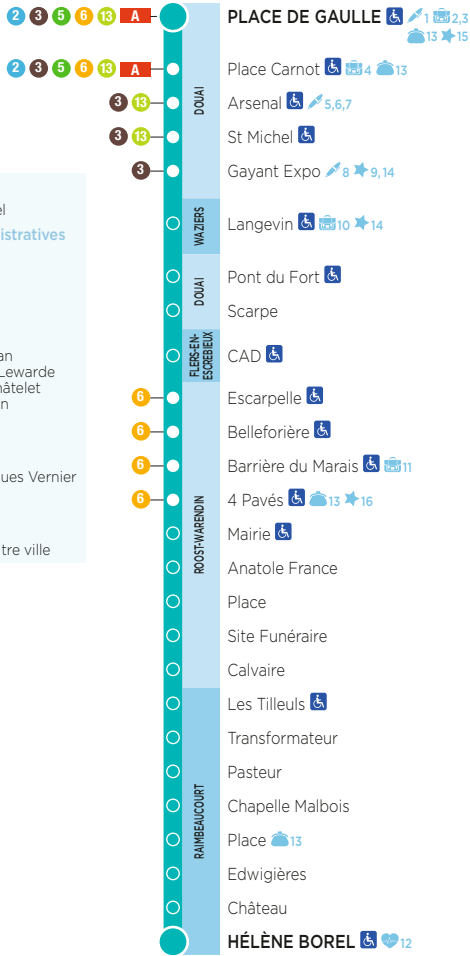 2 3 5 6 13 A PLACE DE GAULLE 1 2,3
13 15
2 3 5 6 13 A Place Carnot 4 13
3 13 Arsenal 5,6,7
3 13 St Michel
3 Gayant Expo 8 9,14
DOUAI
Langevin 10 14
WAZIERS
Pont du Fort
Scarpe
DOUAI
CAD
FLERS-EN-
ESCREBIEUX
6 Escarpelle
6 Belleforière
6 Barrière du Marais 11
6 4 Pavés 13 16
Mairie
Anatole France
Place
Site Funéraire
Calvaire
ROOST-WARENDIN
Les Tilleuls
Transformateur
Pasteur
Chapelle Malbois
Place 13
Edwigières
Château
HÉLÈNE BOREL 12
RAIMBEAUCOURT
el
istratives
an
Lewarde
hâtelet
n
ues Vernier
tre ville